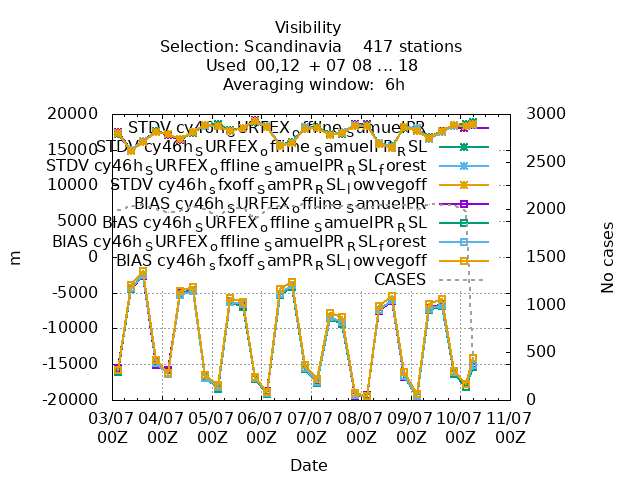 Visibility
Selection: Scandinavia 417 stations
Used 00,12 + 07 08 ... 18
Averaging window: 6h
20000
15000
10000
5000
0
-5000
-10000
-15000
-20000
m
STDV cy46h_SURFEX_offline_SamuelPR
STDV cy46h_SURFEX_offline_SamuelPR_RSL
STDV cy46h_SURFEX_offline_SamuelPR_RSL_forest
STDV cy46h_sfxoff_SamPR_RSL_lowvegoff
BIAS cy46h_SURFEX_offline_SamuelPR
BIAS cy46h_SURFEX_offline_SamuelPR_RSL
BIAS cy46h_SURFEX_offline_SamuelPR_RSL_forest
BIAS cy46h_sfxoff_SamPR_RSL_lowvegoff
CASES
3000
2500
2000
1500
1000
500
0
No cases
03/07 04/07 05/07 06/07 07/07 08/07 09/07 10/07 11/07
00Z 00Z 00Z 00Z 00Z 00Z 00Z 00Z 00Z
Date